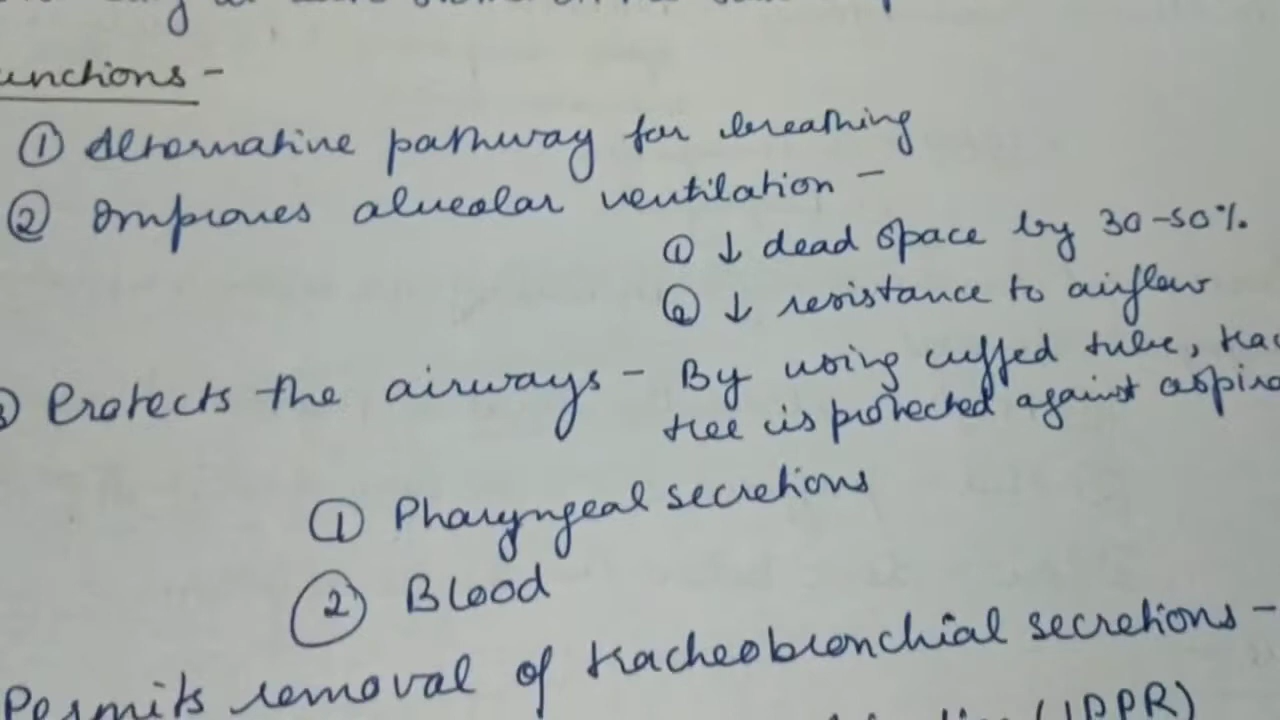 unctions -
① Alternative pathway for breathing
② Improves alveolar ventilation -
① ↓ dead space by 30-50%
② ↓ resistance to airflow
③ Protects the airways - By using cuffed tube,
tree is protected against
① Pharyngeal secretions
② Blood
Permits removal of tracheobronchial secretions -
(IPPR)